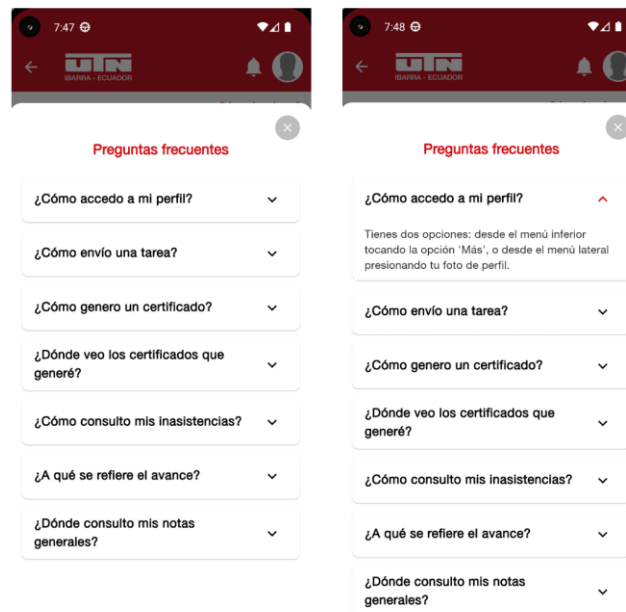 7:47
UTN
IBARRA - ECUADOR
Preguntas frecuentes
¿Cómo accedo a mi perfil?
¿Cómo envío una tarea?
¿Cómo genero un certificado?
¿Dónde veo los certificados que
generé?
¿Cómo consulto mis inasistencias?
¿A qué se refiere el avance?
¿Dónde consulto mis notas
generales?
7:48
UTN
IBARRA - ECUADOR
Preguntas frecuentes
¿Cómo accedo a mi perfil?
Tienes dos opciones: desde el menú inferior
tocando la opción 'Más', o desde el menú lateral
presionando tu foto de perfil.
¿Cómo envío una tarea?
¿Cómo genero un certificado?
¿Dónde veo los certificados que
generé?
¿Cómo consulto mis inasistencias?
¿A qué se refiere el avance?
¿Dónde consulto mis notas
generales?